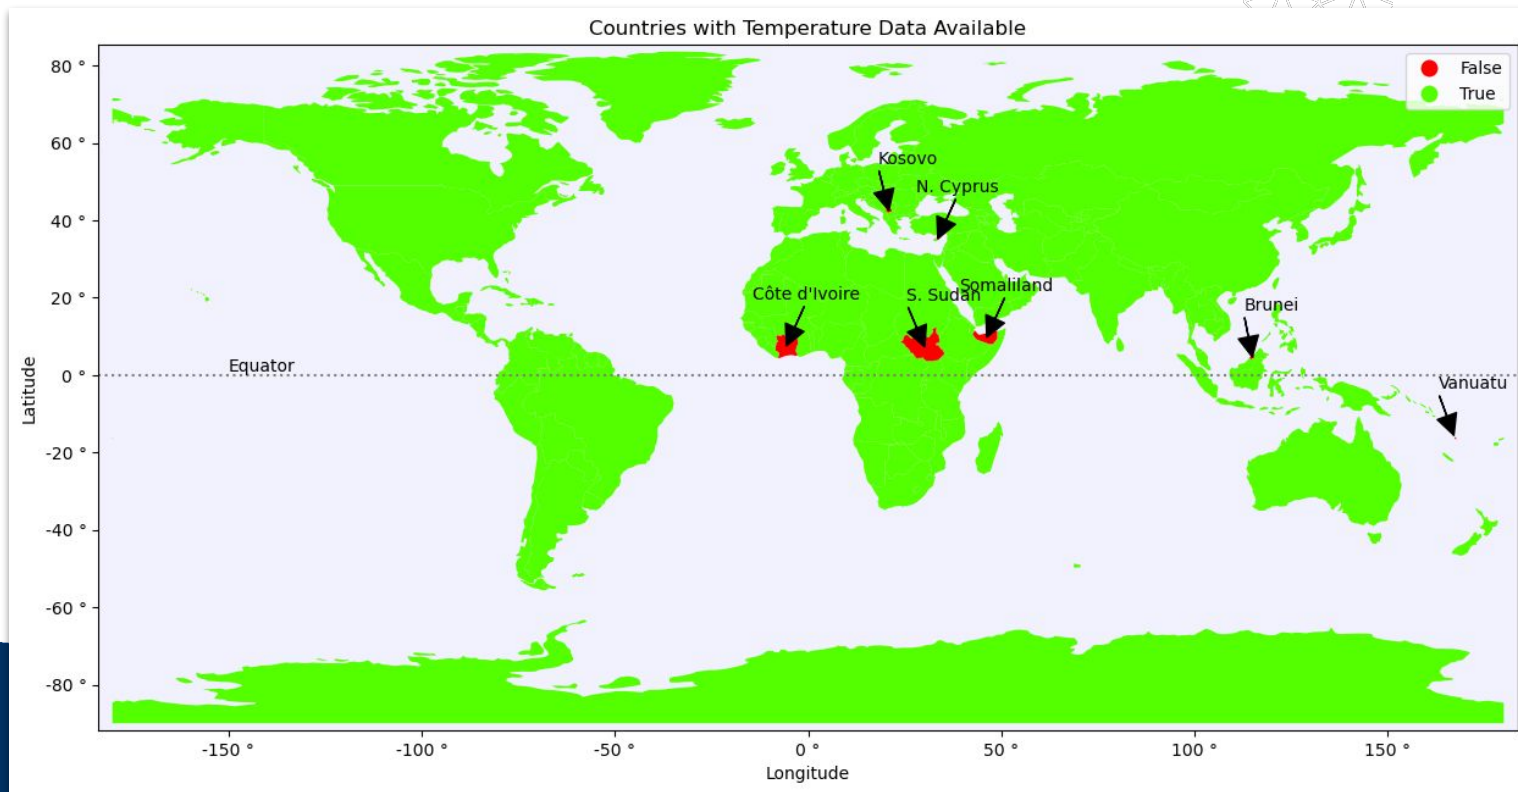 Countries with Temperature Data Available
False
True
80 °
60 °
40 °
20 °
0 °
-20 °
-40 °
-60 °
-80 °
Latitude
Kosovo
N. Cyprus
Côte d'Ivoire
S. Sudan
Somaliland
Brunei
Equator
Vanuatu
-150 °
-100 °
-50 °
0 °
50 °
100 °
150 °
Longitude